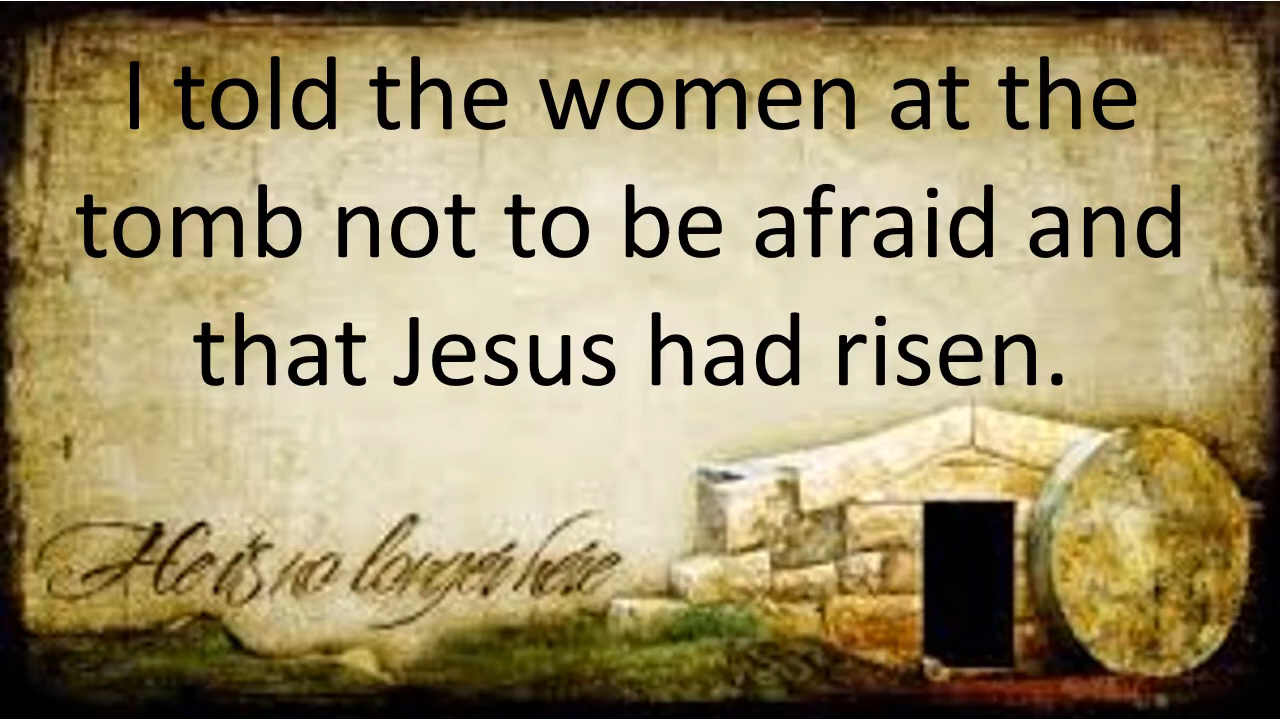 I told the women at the
tomb not to be afraid and
that Jesus had risen.
He is no longer here